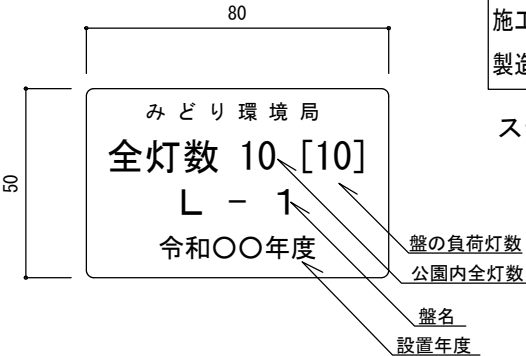 80
50
みどり環境局
全灯数 10 [10]
L - 1
令和〇〇年度
盤の負荷灯数
公園内全灯数
盤名
設置年度
施工
製造
ス